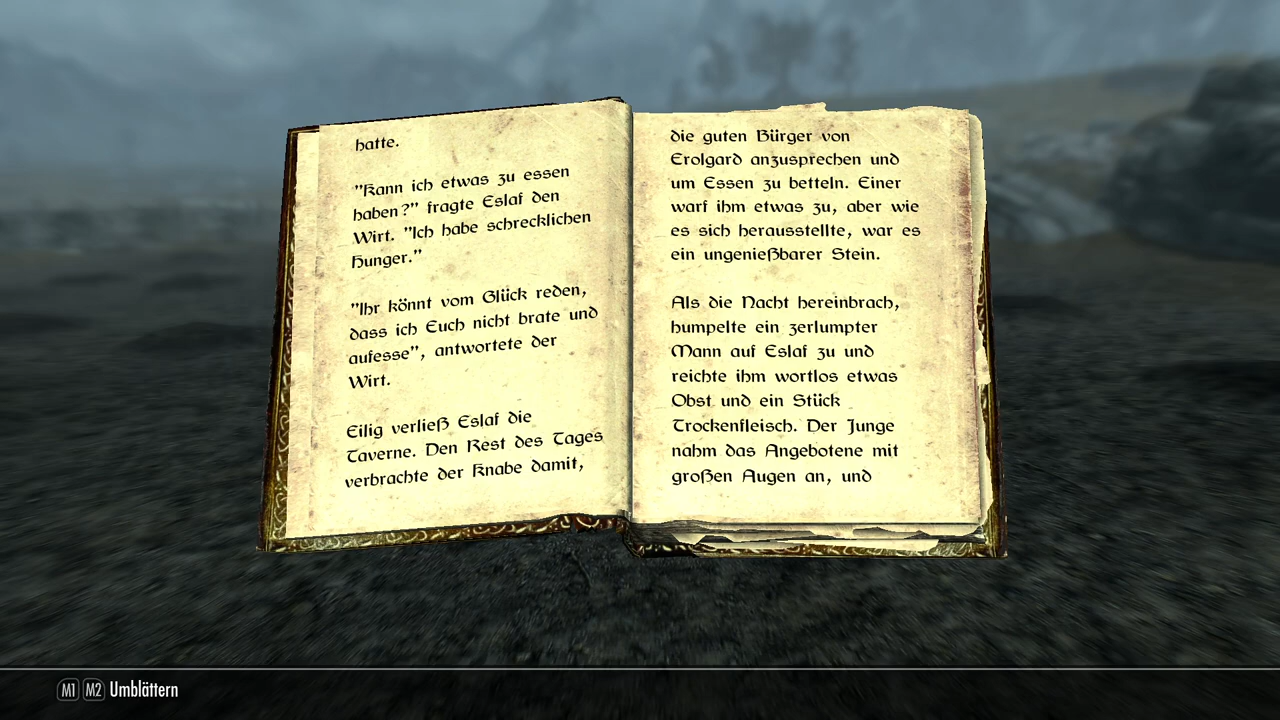 hatte.
"Kann ich etwas zu essen
haben?" fragte Eslaf den
Wirt. "Ich habe schrecklichen
Hunger."
"Ihr könnt vom Glück reden,
dass ich Euch nicht brate und
aufesse", antwortete der
Wirt.
Eilig verließ Eslaf die
Taverne. Den Rest des Tages
verbrachte der Knabe damit,
die guten Bürger von
Erolgard anzusprechen und
um Essen zu betteln. Einer
warf ihm etwas zu, aber wie
es sich herausstellte, war es
ein ungenießbarer Stein.
Als die Nacht hereinbrach,
humpelte ein zerlumpter
Mann auf Eslaf zu und
reichte ihm wortlos etwas
Obst und ein Stück
Trockenfleisch. Der Junge
nahm das Angebotene mit
großen Augen an, und
M1 M2 Umblättern